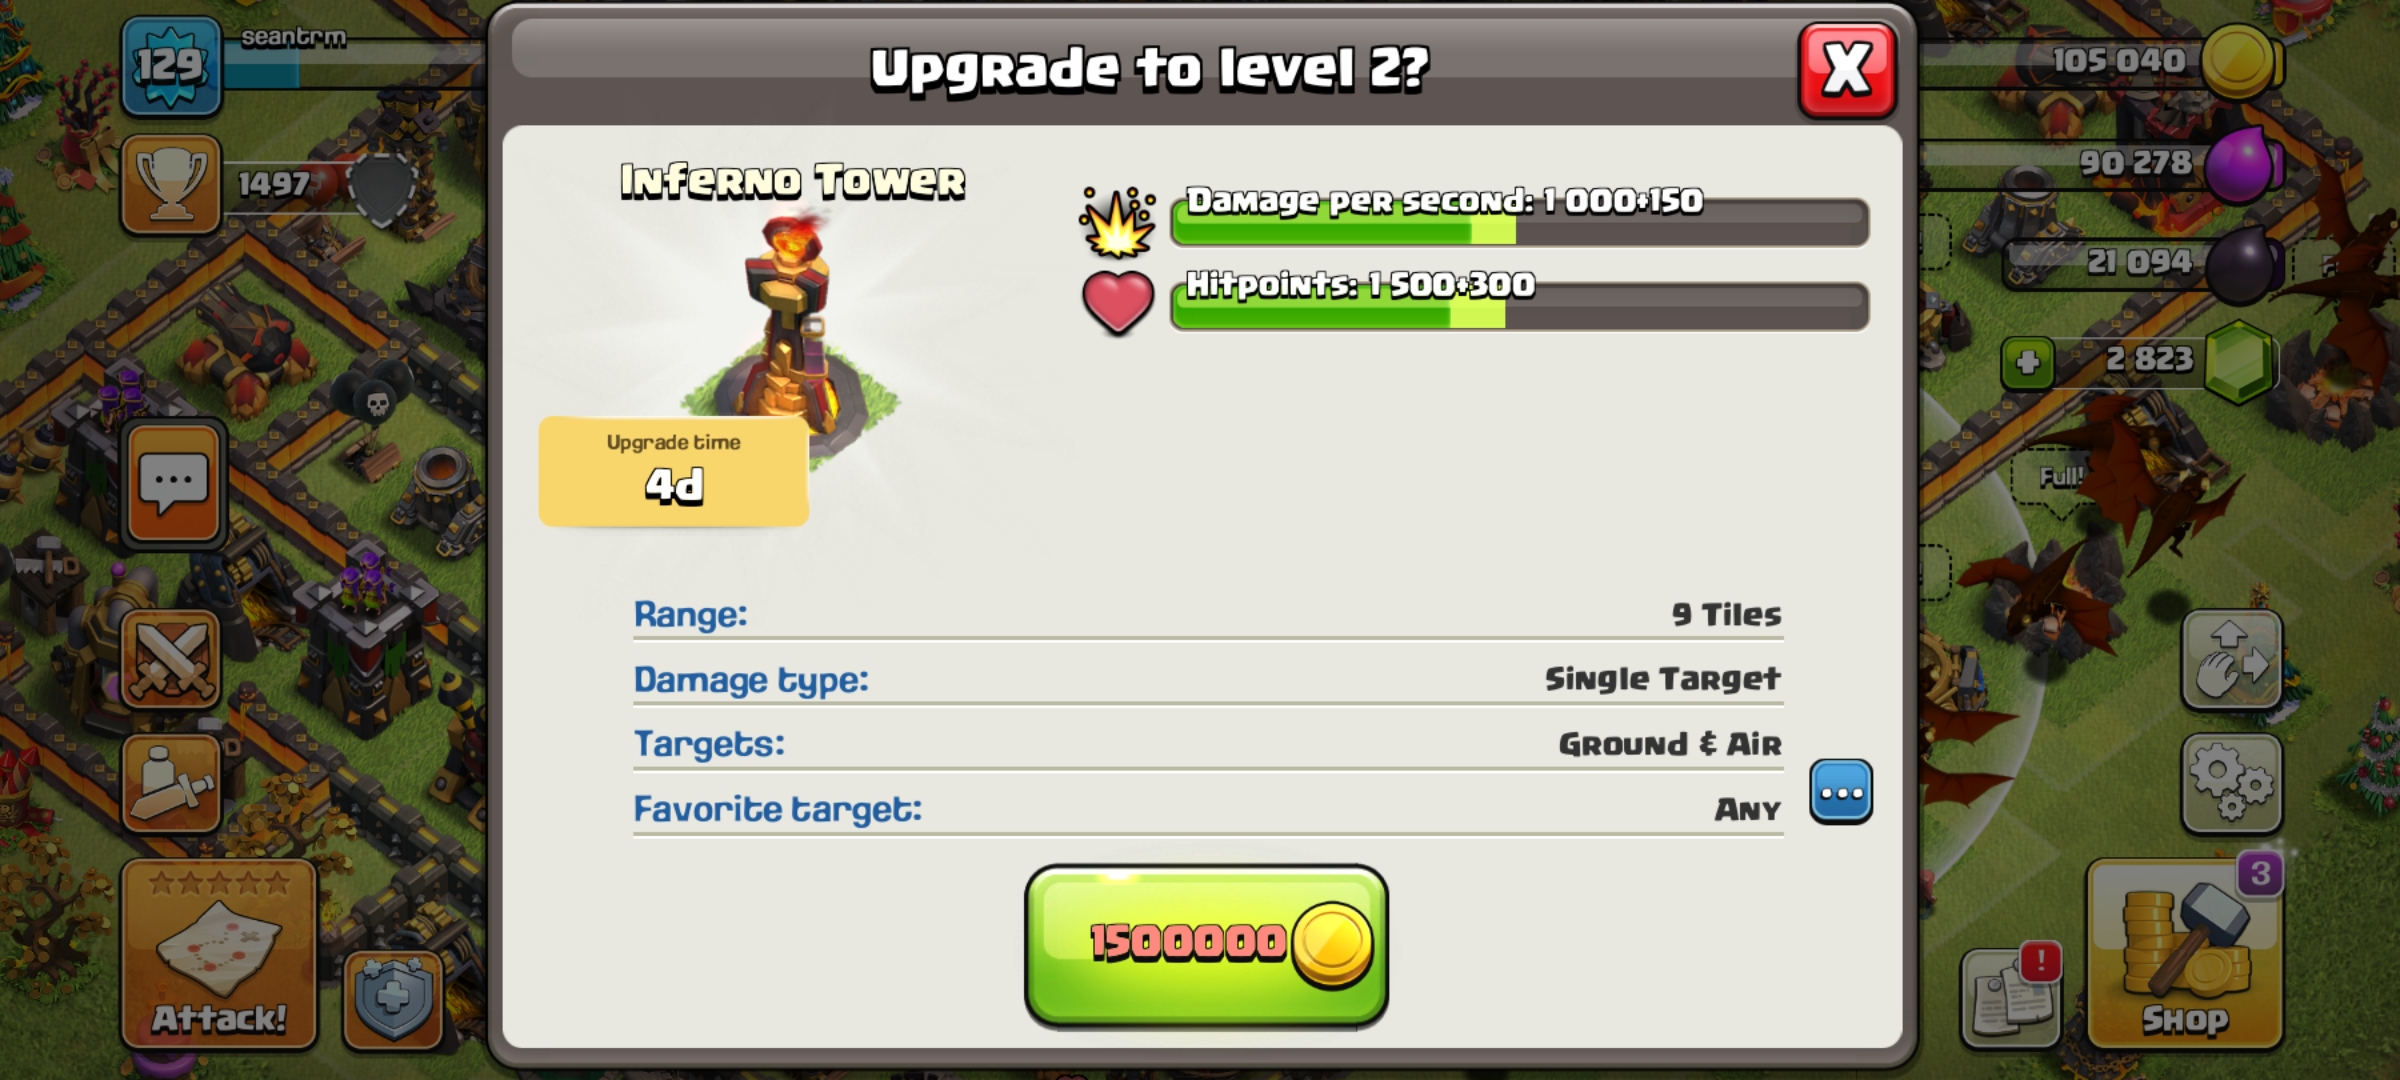 Upgrade to level 2?
X
129
seantrm
1497
105 040
90 278
21 094
2 823
Inferno Tower
Damage per second: 1 000+150
Hitpoints: 1 500+300
Upgrade time
4d
Full!
Range: 9 Tiles
Damage type: Single Target
Targets: Ground & Air
Favorite target: Any
1500000
Attack!
3
!
Shop